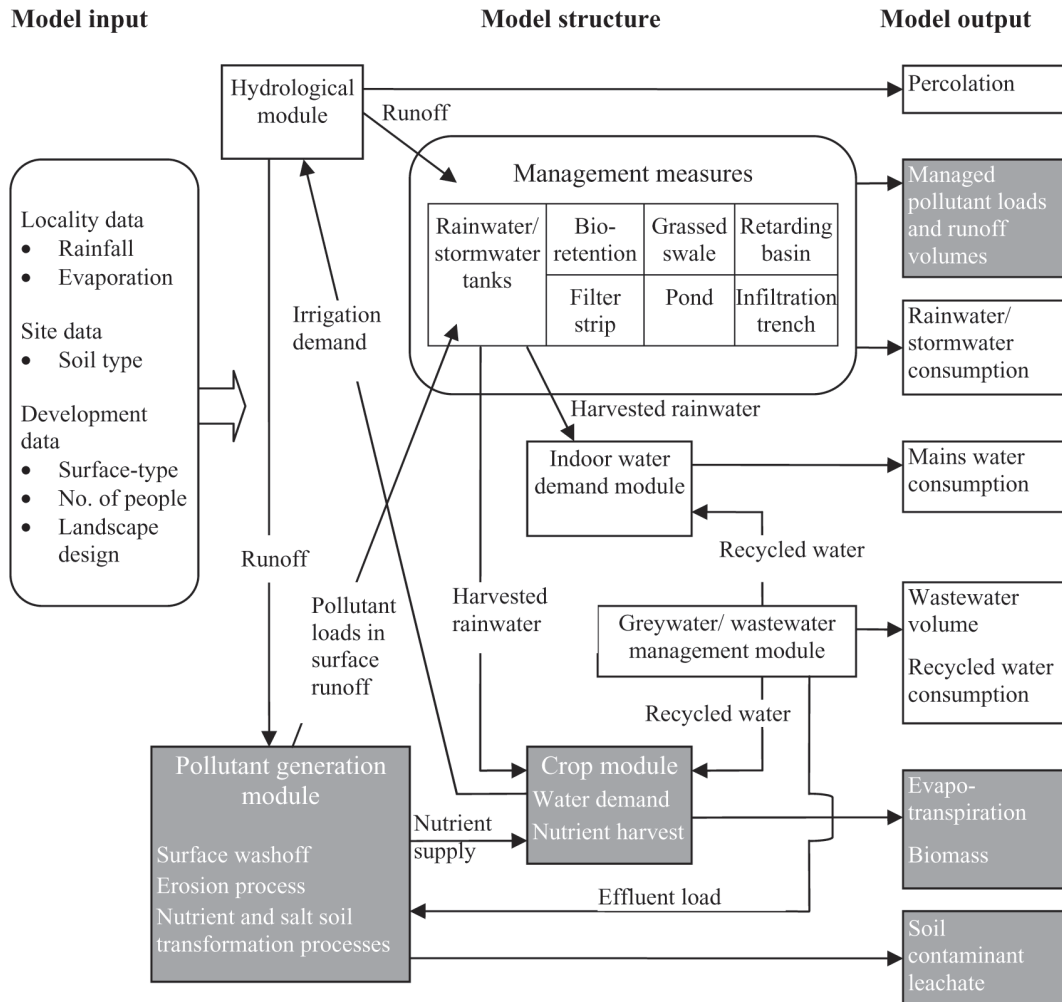 Model input
Model structure
Model output
Locality data
• Rainfall
• Evaporation
Site data
• Soil type
Development
data
• Surface-type
• No. of people
• Landscape
design
Hydrological
module
Runoff
Irrigation
demand
Runoff
Management measures
Rainwater/
stormwater
tanks
Bio-
retention
Grassed
swale
Retarding
basin
Filter
strip
Pond
Infiltration
trench
Harvested rainwater
Indoor water
demand module
Recycled water
Harvested
rainwater
Pollutant
loads in
surface
runoff
Greywater/ wastewater
management module
Recycled water
Pollutant generation
module
Surface washoff
Erosion process
Nutrient and salt soil
transformation processes
Nutrient
supply
Crop module
Water demand
Nutrient harvest
Effluent load
Percolation
Managed
pollutant loads
and runoff
volumes
Rainwater/
stormwater
consumption
Mains water
consumption
Wastewater
volume
Recycled water
consumption
Evapo-
transpiration
Biomass
Soil
contaminant
leachate